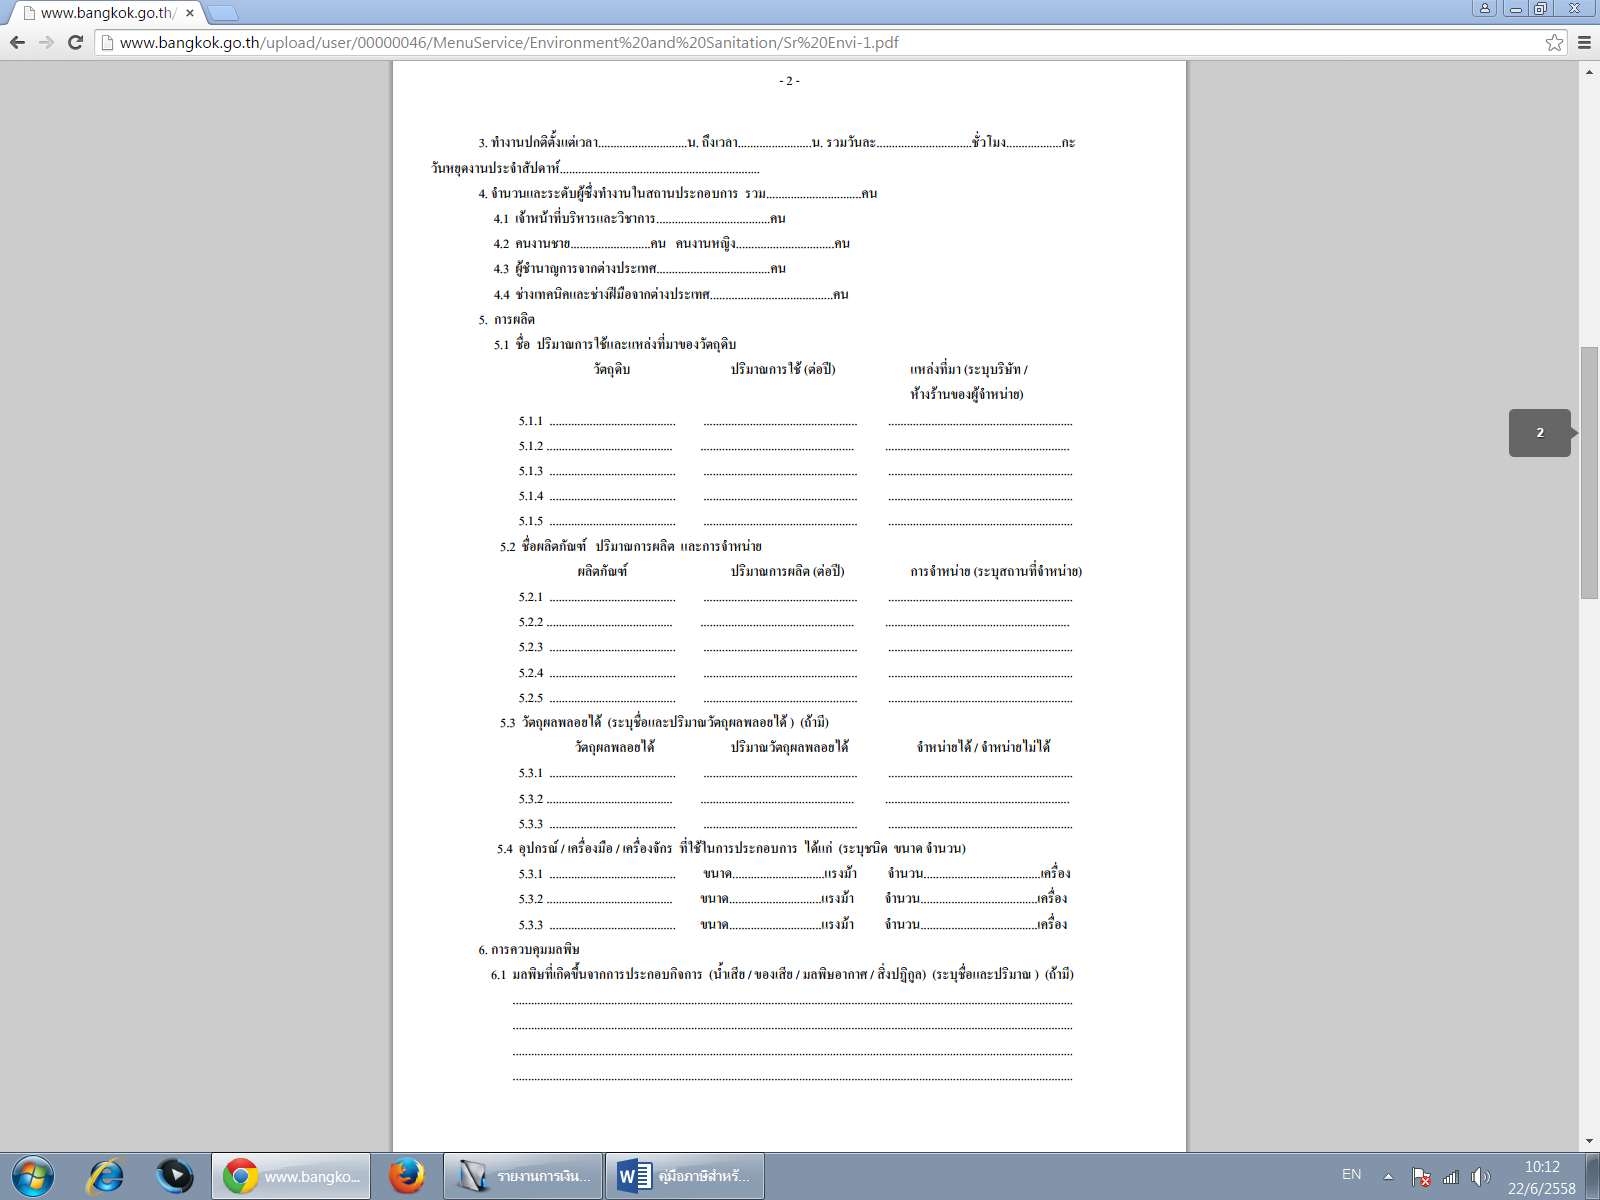 www.bangkok.go.th/
www.bangkok.go.th/upload/user/00000046/MenuService/Environment%20and%20Sanitation/Sr%20Envi-1.pdf
- 2 -
3. ทำงานปกติตั้งแต่เวลา.............................น. ถึงเวลา........................น. รวมวันละ...............................ชั่วโมง..................กะ
วันหยุดงานประจำสัปดาห์.................................................................
4. จำนวนและระดับผู้ซึ่งทำงานในสถานประกอบการ รวม...............................คน
4.1 เจ้าหน้าที่บริหารและวิชาการ.....................................คน
4.2 คนงานชาย..........................คน คนงานหญิง................................คน
4.3 ผู้ชำนาญการจากต่างประเทศ.....................................คน
4.4 ช่างเทคนิคและช่างฝีมือจากต่างประเทศ........................................คน
5. การผลิต
5.1 ชื่อ ปริมาณการใช้และแหล่งที่มาของวัตถุดิบ
วัตถุดิบ ปริมาณการใช้ (ต่อปี) แหล่งที่มา (ระบุบริษัท /
ห้างร้านของผู้จำหน่าย)
5.1.1 ......................................... .................................................. ............................................................
5.1.2 ......................................... .................................................. ............................................................
5.1.3 ......................................... .................................................. ............................................................
5.1.4 ......................................... .................................................. ............................................................
5.1.5 ......................................... .................................................. ............................................................
5.2 ชื่อผลิตภัณฑ์ ปริมาณการผลิต และการจำหน่าย
ผลิตภัณฑ์ ปริมาณการผลิต (ต่อปี) การจำหน่าย (ระบุสถานที่จำหน่าย)
5.2.1 ......................................... .................................................. ............................................................
5.2.2 ......................................... .................................................. ............................................................
5.2.3 ......................................... .................................................. ............................................................
5.2.4 ......................................... .................................................. ............................................................
5.2.5 ......................................... .................................................. ............................................................
5.3 วัตถุผลพลอยได้ (ระบุชื่อและปริมาณวัตถุผลพลอยได้ ) (ถ้ามี)
วัตถุผลพลอยได้ ปริมาณวัตถุผลพลอยได้ จำหน่ายได้ / จำหน่ายไม่ได้
5.3.1 ......................................... .................................................. ............................................................
5.3.2 ......................................... .................................................. ............................................................
5.3.3 ......................................... .................................................. ............................................................
5.4 อุปกรณ์ / เครื่องมือ / เครื่องจักร ที่ใช้ในการประกอบการ ได้แก่ (ระบุชนิด ขนาด จำนวน)
5.3.1 ......................................... ขนาด..............................แรงม้า จำนวน......................................เครื่อง
5.3.2 ......................................... ขนาด..............................แรงม้า จำนวน......................................เครื่อง
5.3.3 ......................................... ขนาด..............................แรงม้า จำนวน......................................เครื่อง
6. การควบคุมมลพิษ
6.1 มลพิษที่เกิดขึ้นจากการประกอบกิจการ (น้ำเสีย / ของเสีย / มลพิษอากาศ / สิ่งปฏิกูล) (ระบุชื่อและปริมาณ ) (ถ้ามี)
................................................................................
................................................................................
................................................................................
................................................................................
2
www.bangko...
รายงานการเงิน...
คู่มือภาษีสำหรั...
EN
10:12
22/6/2558